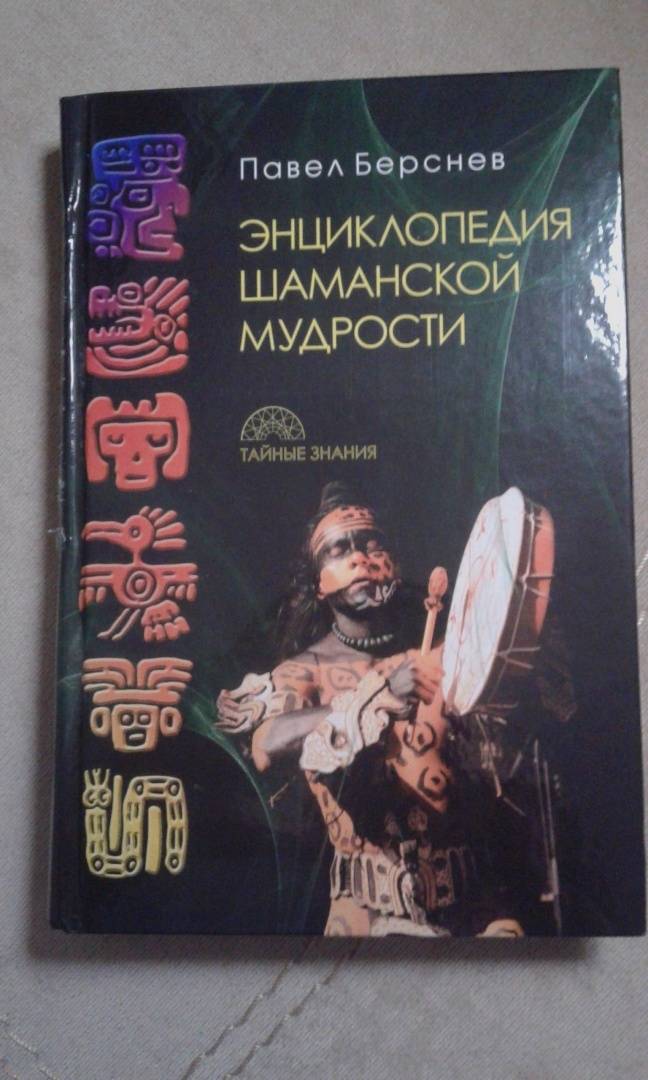 Павел Берснев
ЭНЦИКЛОПЕДИЯ
ШАМАНСКОЙ
МУДРОСТИ
ТАЙНЫЕ ЗНАНИЯ